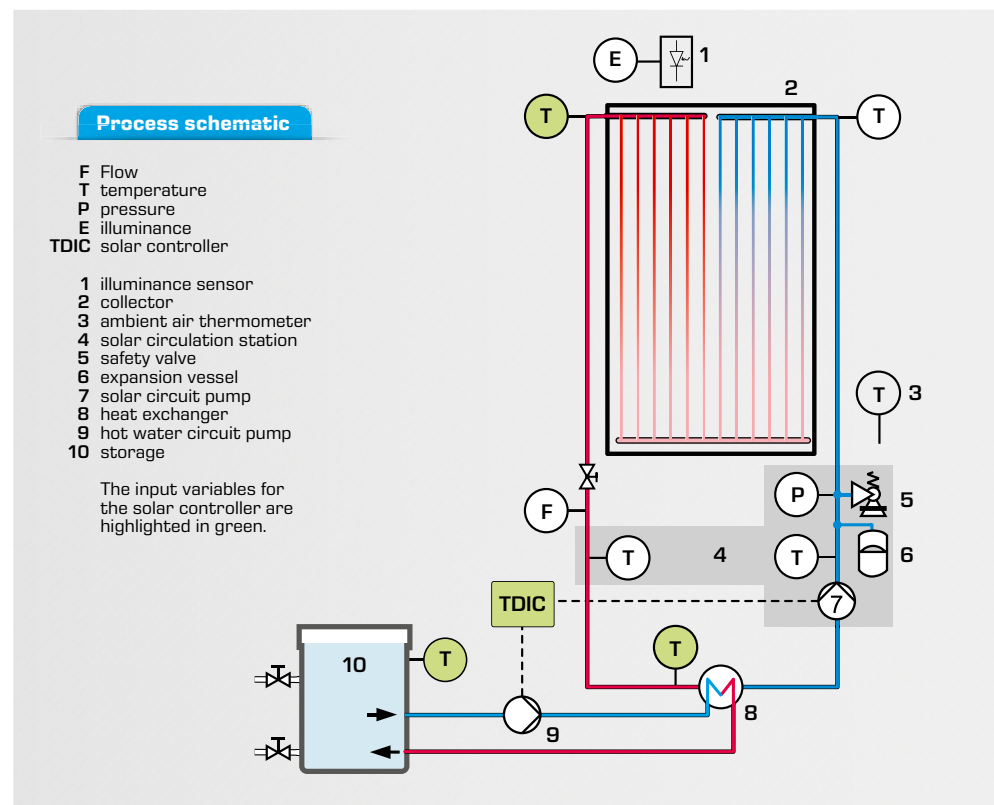 Process schematic
F Flow
T temperature
P pressure
E illuminance
TDIC solar controller
1 illuminance sensor
2 collector
3 ambient air thermometer
4 solar circulation station
5 safety valve
6 expansion vessel
7 solar circuit pump
8 heat exchanger
9 hot water circuit pump
10 storage
The input variables for
the solar controller are
highlighted in green.
E
1
2
T
T
T
3
P
5
F
T
4
T
6
TDIC
7
T
10
T
8
9